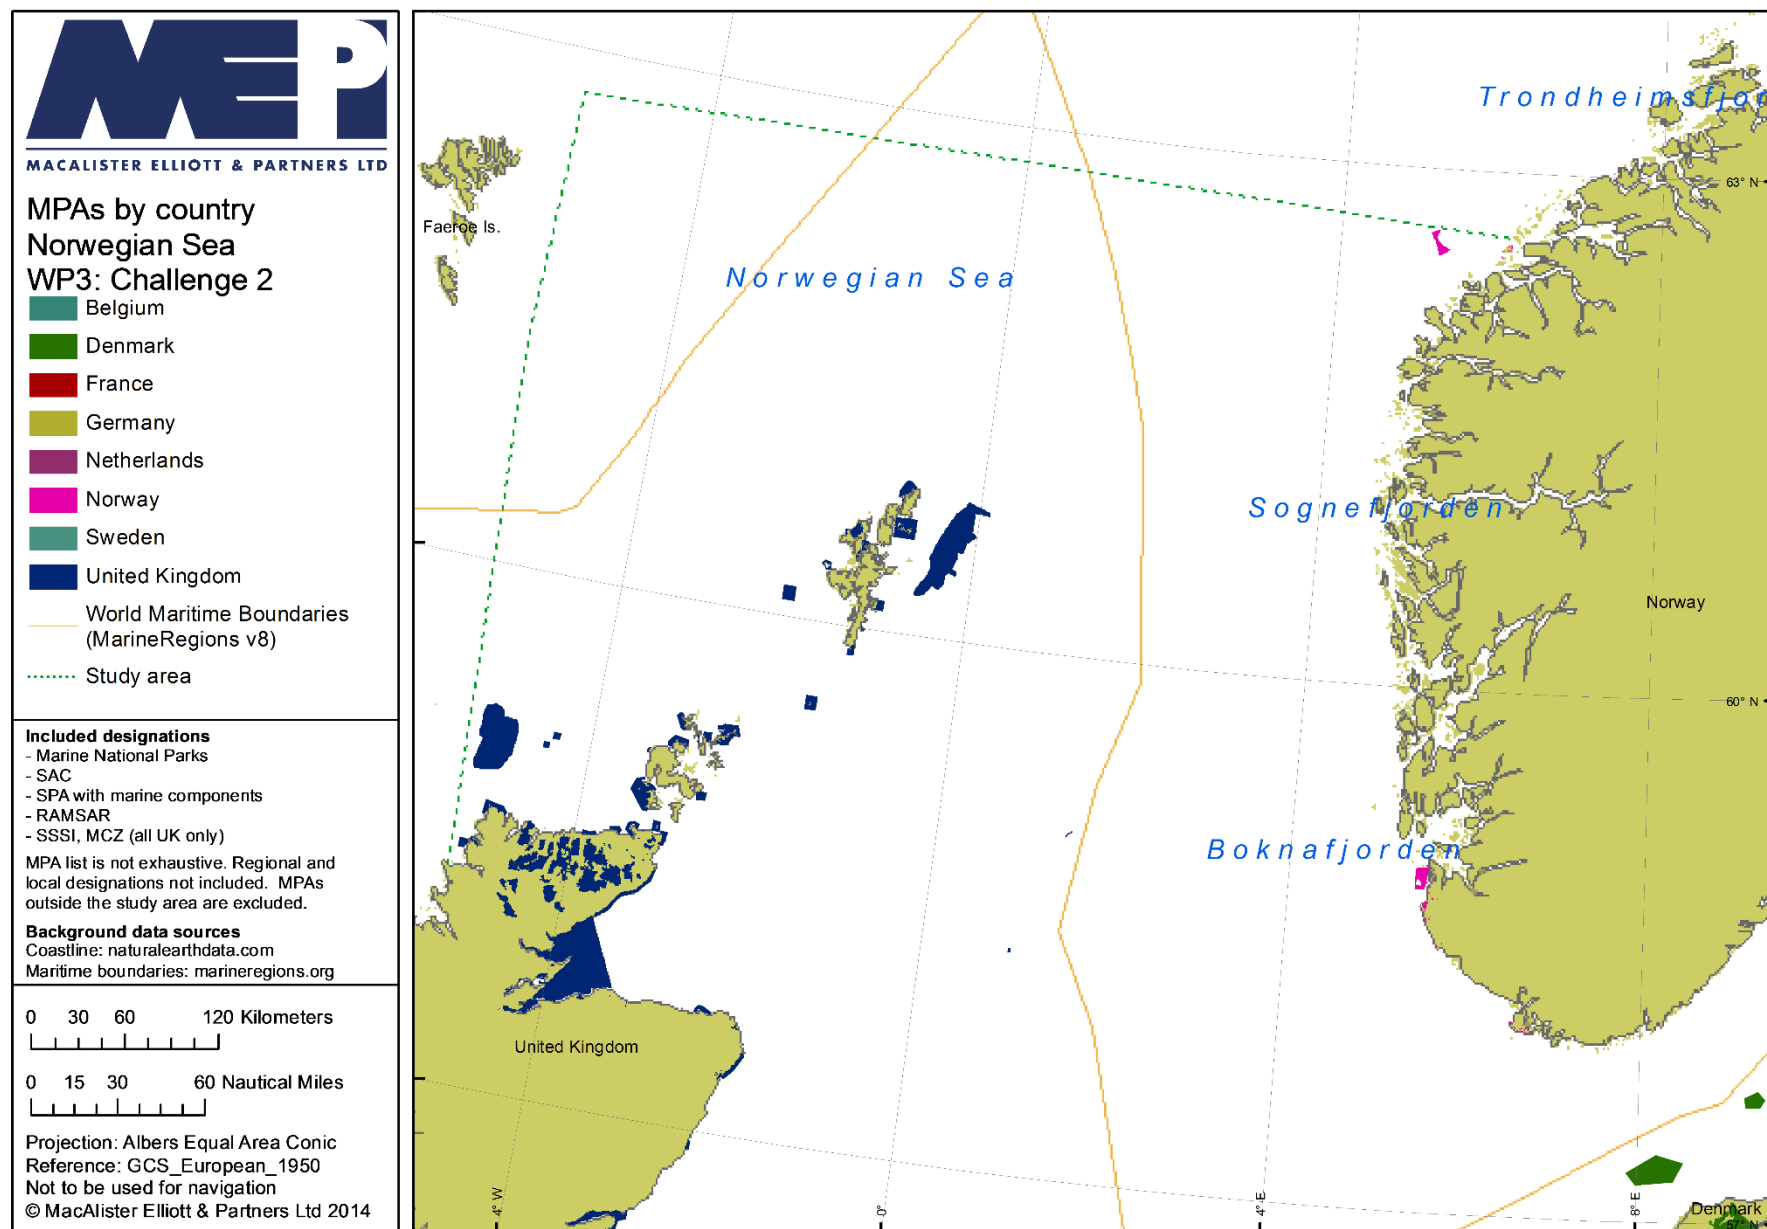 MEP
MACALISTER ELLIOTT & PARTNERS LTD
MPAs by country
Norwegian Sea
WP3: Challenge 2
Belgium
Denmark
France
Germany
Netherlands
Norway
Sweden
United Kingdom
World Maritime Boundaries
(MarineRegions v8)
Study area
Included designations
- Marine National Parks
- SAC
- SPA with marine components
- RAMSAR
- SSSI, MCZ (all UK only)
MPA list is not exhaustive. Regional and
local designations not included. MPAs
outside the study area are excluded.
Background data sources
Coastline: naturalearthdata.com
Maritime boundaries: marineregions.org
0 30 60 120 Kilometers
0 15 30 60 Nautical Miles
Projection: Albers Equal Area Conic
Reference: GCS_European_1950
Not to be used for navigation
© MacAlister Elliott & Partners Ltd 2014
Trondheimsfjor
63° N
Faeroe Is.
Norwegian Sea
Sognefjorden
Norway
60° N
Boknafjorden
United Kingdom
4° W
0°
4° E
8° E
Denmark
57° N